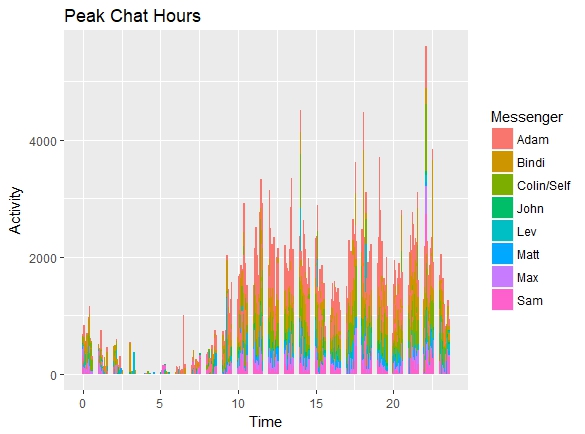 Peak Chat Hours
Activity
4000
2000
0
0
5
10
15
20
Time
Messenger
Adam
Bindi
Colin/Self
John
Lev
Matt
Max
Sam